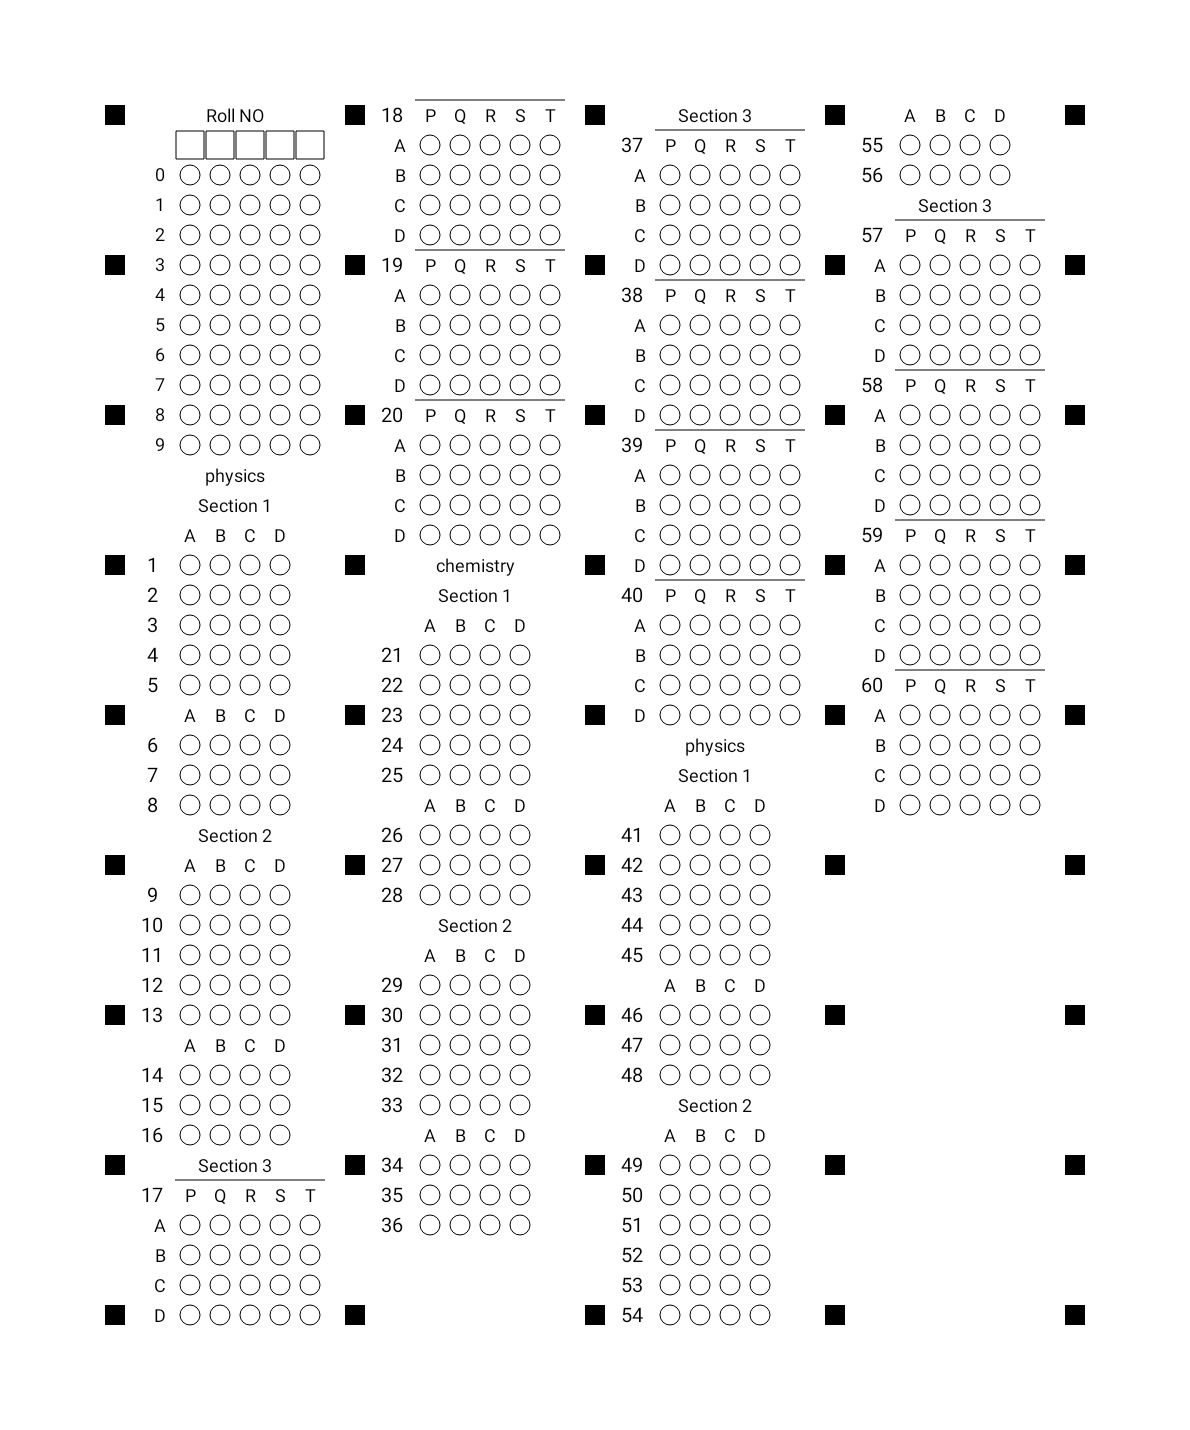 Roll NO
0
1
2
3
4
5
6
7
8
9
physics
Section 1
A B C D
1
2
3
4
5
A B C D
6
7
8
Section 2
A B C D
9
10
11
12
13
A B C D
14
15
16
Section 3
17 P Q R S T
A
B
C
D
18 P Q R S T
A
B
C
D
19 P Q R S T
A
B
C
D
20 P Q R S T
A
B
C
D
chemistry
Section 1
A B C D
21
22
23
24
25
A B C D
26
27
28
Section 2
A B C D
29
30
31
32
33
A B C D
34
35
36
Section 3
37 P Q R S T
A
B
C
D
38 P Q R S T
A
B
C
D
39 P Q R S T
A
B
C
D
40 P Q R S T
A
B
C
D
physics
Section 1
A B C D
41
42
43
44
45
A B C D
46
47
48
Section 2
A B C D
49
50
51
52
53
54
A B C D
55
56
Section 3
57 P Q R S T
A
B
C
D
58 P Q R S T
A
B
C
D
59 P Q R S T
A
B
C
D
60 P Q R S T
A
B
C
D